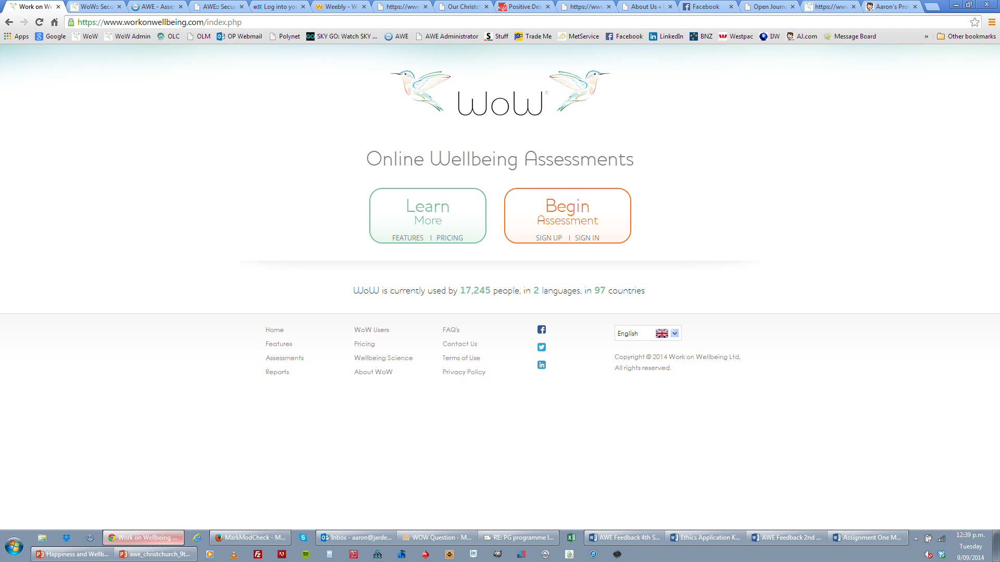 Work on We
WoW:: Secu
AWE - Asses
AWE:: Secur
edX Log into you
Weebly - W
https://www
Our Christch
Positive Des
https://www
About Us «
Facebook
Open Journa
https://www
Aaron's Prof
https://www.workonwellbeing.com/index.php
Apps Google WoW WoW Admin OLC OLM OP Webmail Polynet SKY GO: Watch SKY ... AWE AWE Administrator Stuff Trade Me MetService Facebook LinkedIn BNZ Westpac IJW AJ.com Message Board » Other bookmarks
WoW®
Online Wellbeing Assessments
Learn
More
FEATURES | PRICING
Begin
Assessment
SIGN UP | SIGN IN
WoW is currently used by 17,245 people, in 2 languages, in 97 countries
Home
Features
Assessments
Reports
WoW Users
Pricing
Wellbeing Science
About WoW
FAQ's
Contact Us
Terms of Use
Privacy Policy
English
Copyright © 2014 Work on Wellbeing Ltd,
All rights reserved.
Work on Wellbeing ...
MarkModCheck - M...
Inbox - aaron@jarde...
WOW Question - M...
RE: PG programme I...
AWE Feedback 4th S...
Ethics Application K...
AWE Feedback 2nd ...
Assignment One M...
12:39 p.m.
Tuesday
9/09/2014
Happiness and Wellb...
awe_christchurch_9t...